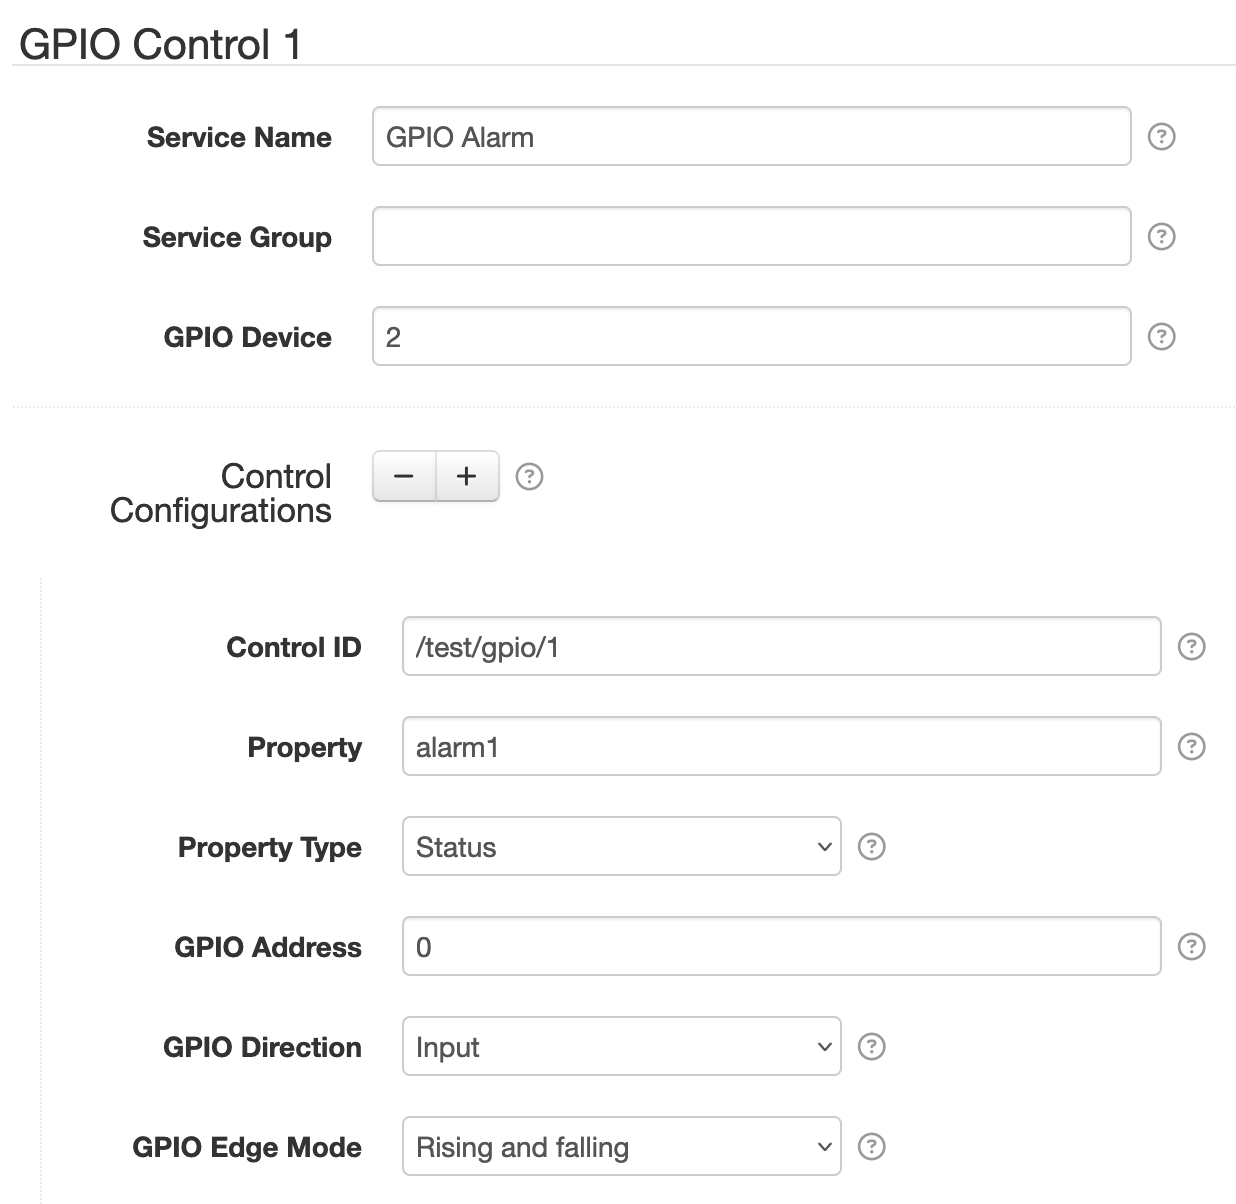 GPIO Control 1
Service Name
GPIO Alarm
?
Service Group
?
GPIO Device
2
?
Control
Configurations
− +
?
Control ID
/test/gpio/1
?
Property
alarm1
?
Property Type
Status
?
GPIO Address
0
?
GPIO Direction
Input
?
GPIO Edge Mode
Rising and falling
?